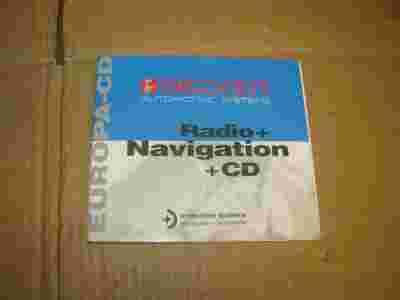 EUROPA-CD
BECKER
AUTOMOTIVE SYSTEMS
Radio+
Navigation
+CD